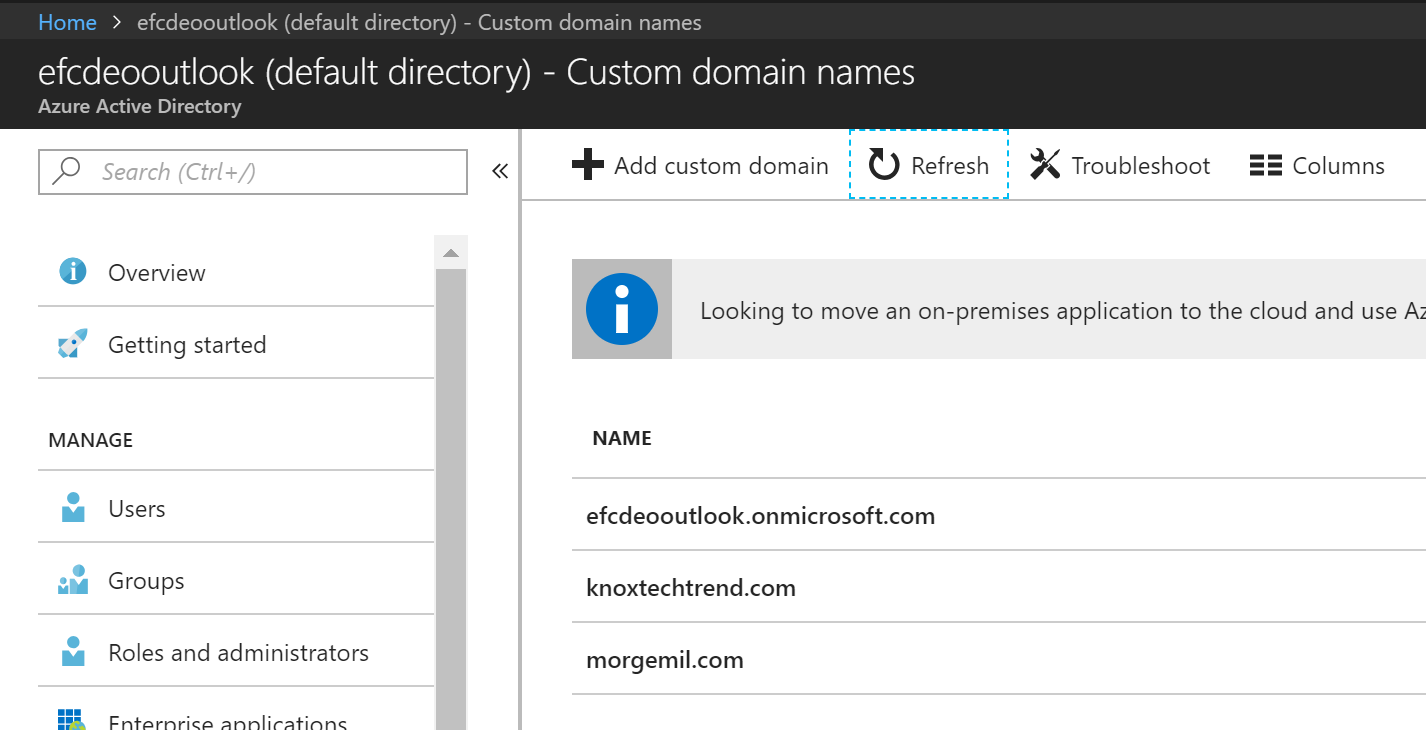 Home > efcdeooutlook (default directory) - Custom domain names
efcdeooutlook (default directory) - Custom domain names
Azure Active Directory
Search (Ctrl+/)
Overview
Getting started
MANAGE
Users
Groups
Roles and administrators
Enterprise applications
Add custom domain Refresh Troubleshoot Columns
Looking to move an on-premises application to the cloud and use Az
NAME
efcdeooutlook.onmicrosoft.com
knoxtechtrend.com
morgemil.com